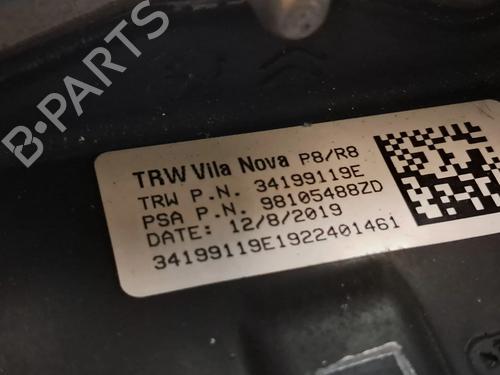 B-PARTS
TRW Vila Nova P8/R8
TRW P.N. 34199119E
PSA P.N. 98105488ZD
DATE: 12/8/2019
34199119E1922401461